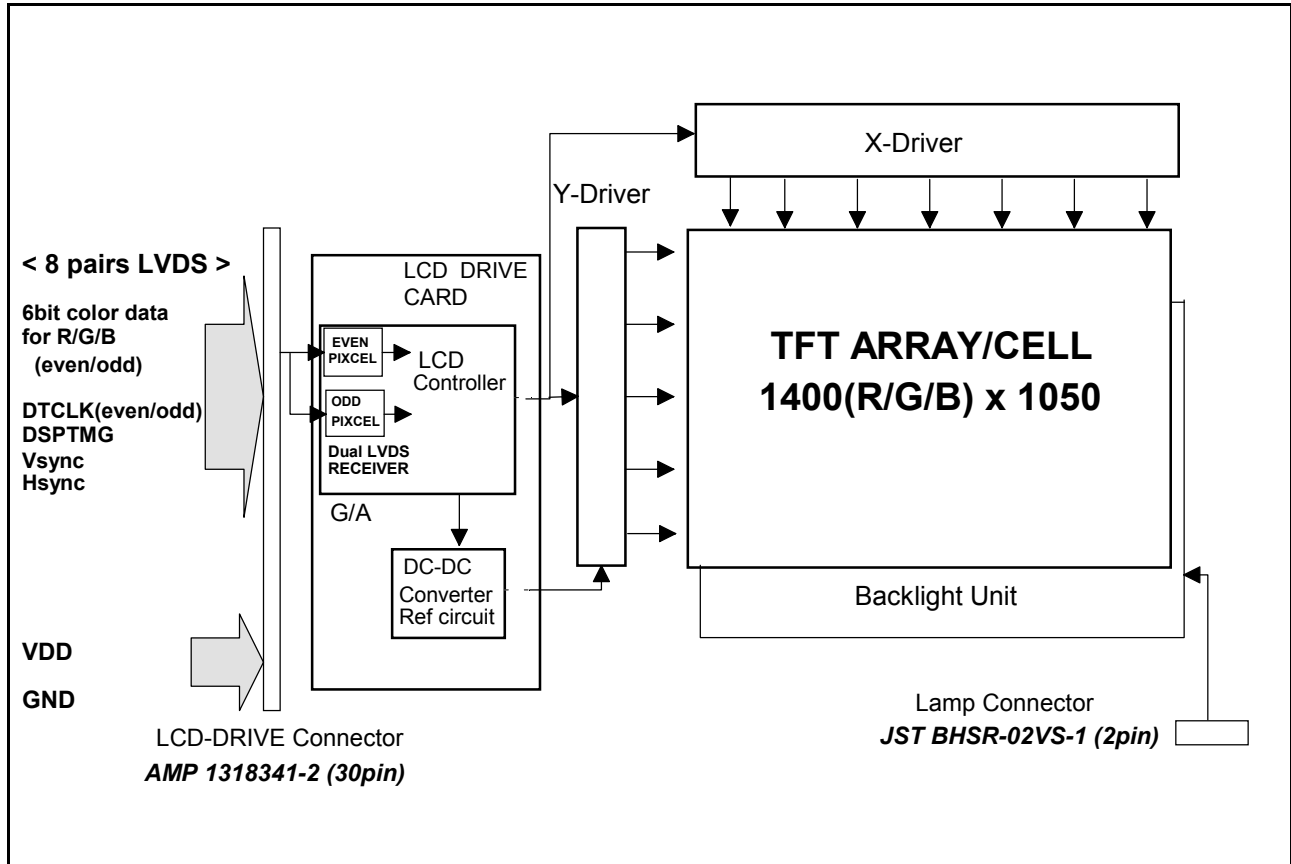 X-Driver
Y-Driver
< 8 pairs LVDS >
6bit color data
for R/G/B
(even/odd)
DTCLK(even/odd)
DSPTMG
Vsync
Hsync
VDD
GND
LCD DRIVE
CARD
EVEN
PIXCEL
LCD
Controller
ODD
PIXCEL
Dual LVDS
RECEIVER
G/A
DC-DC
Converter
Ref circuit
TFT ARRAY/CELL
1400(R/G/B) x 1050
Backlight Unit
LCD-DRIVE Connector
AMP 1318341-2 (30pin)
Lamp Connector
JST BHSR-02VS-1 (2pin)